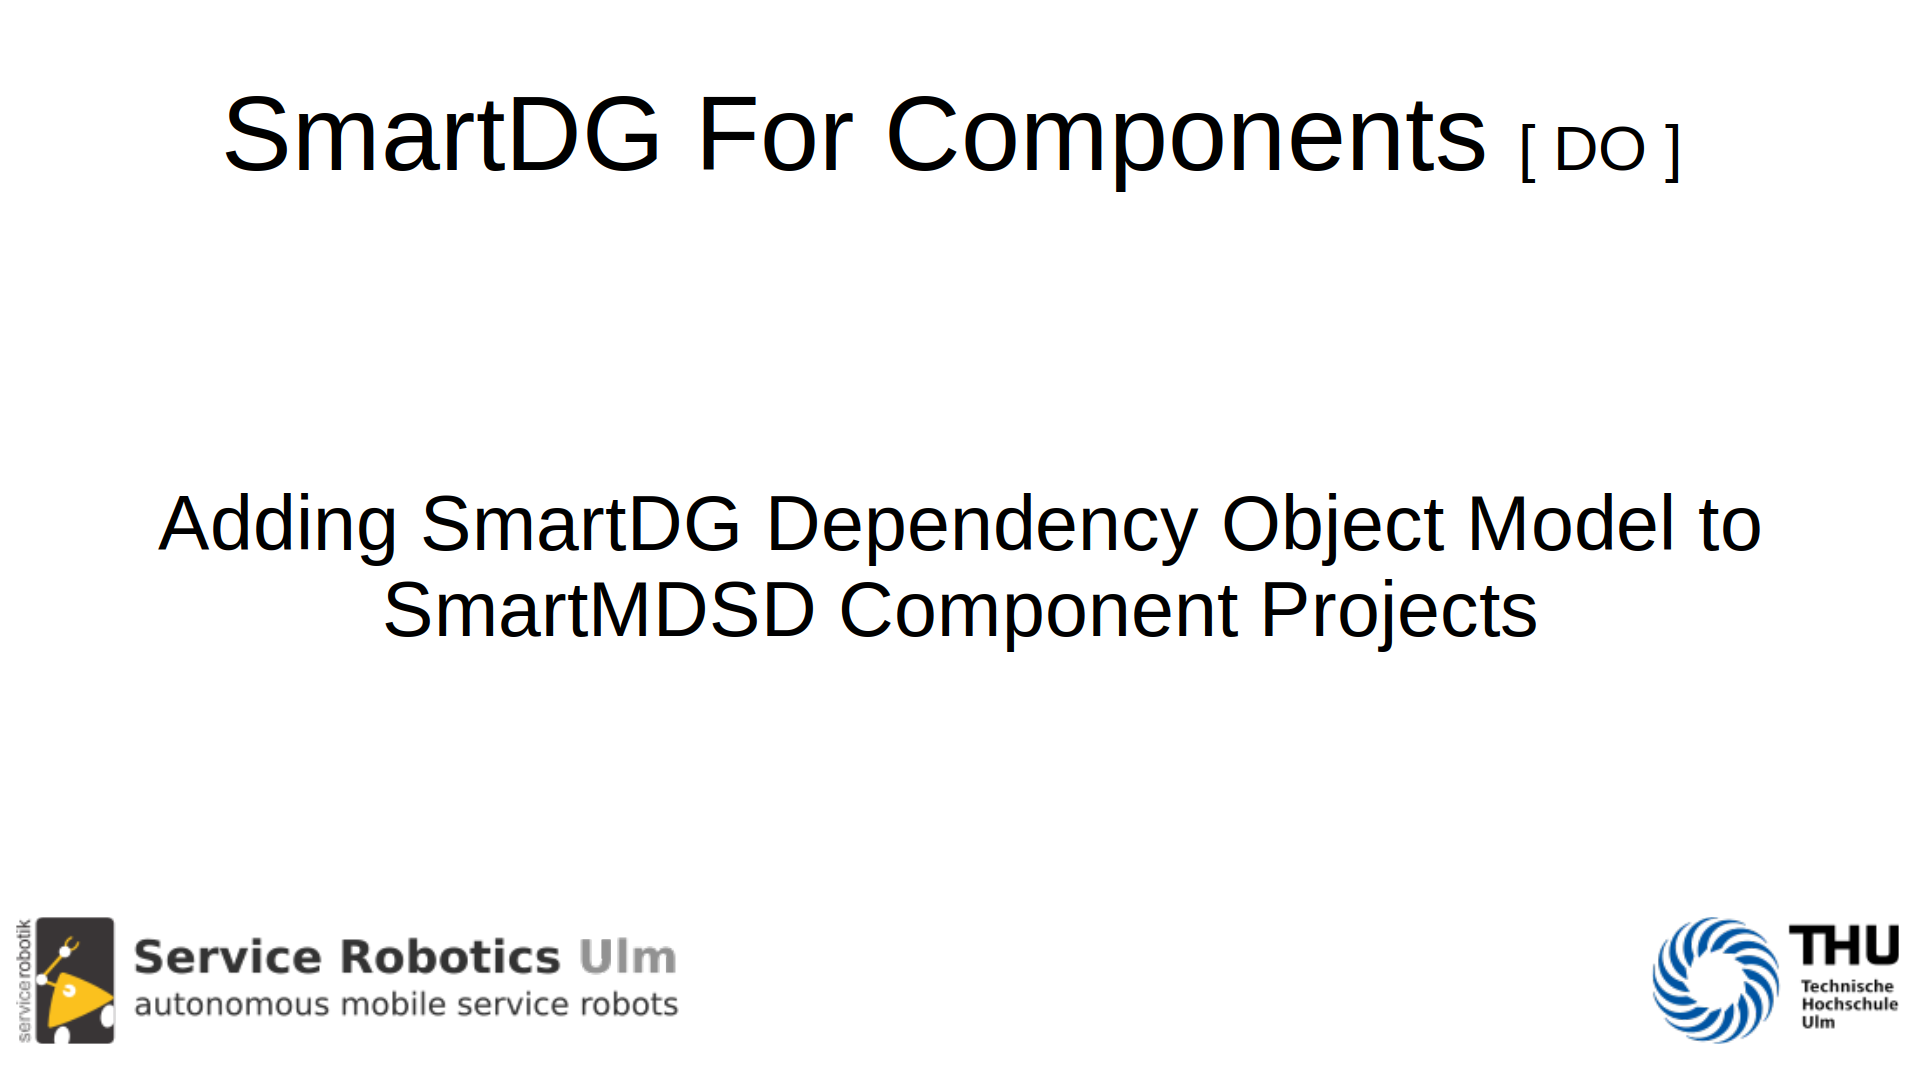 SmartDG For Components [ DO ]
Adding SmartDG Dependency Object Model to
SmartMDSD Component Projects
servicerobotik
Service Robotics Ulm
autonomous mobile service robots
THU
Technische
Hochschule
Ulm